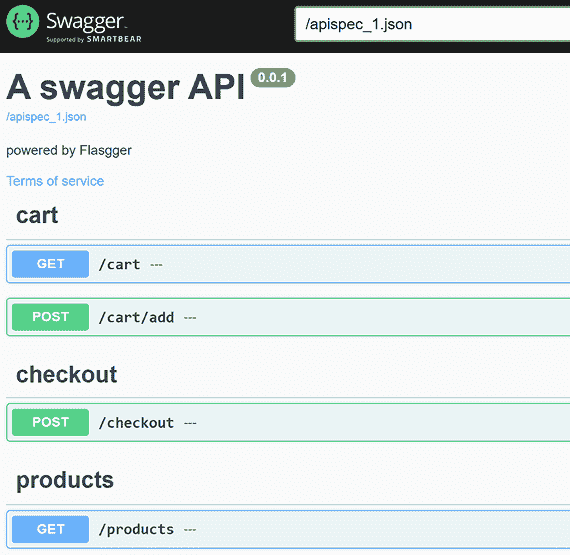 Swagger.
Supported by SMARTBEAR
/apispec_1.json
A swagger API 0.0.1
/apispec_1.json
powered by Flasgger
Terms of service
cart
GET /cart ---
POST /cart/add ---
checkout
POST /checkout ---
products
GET /products ---